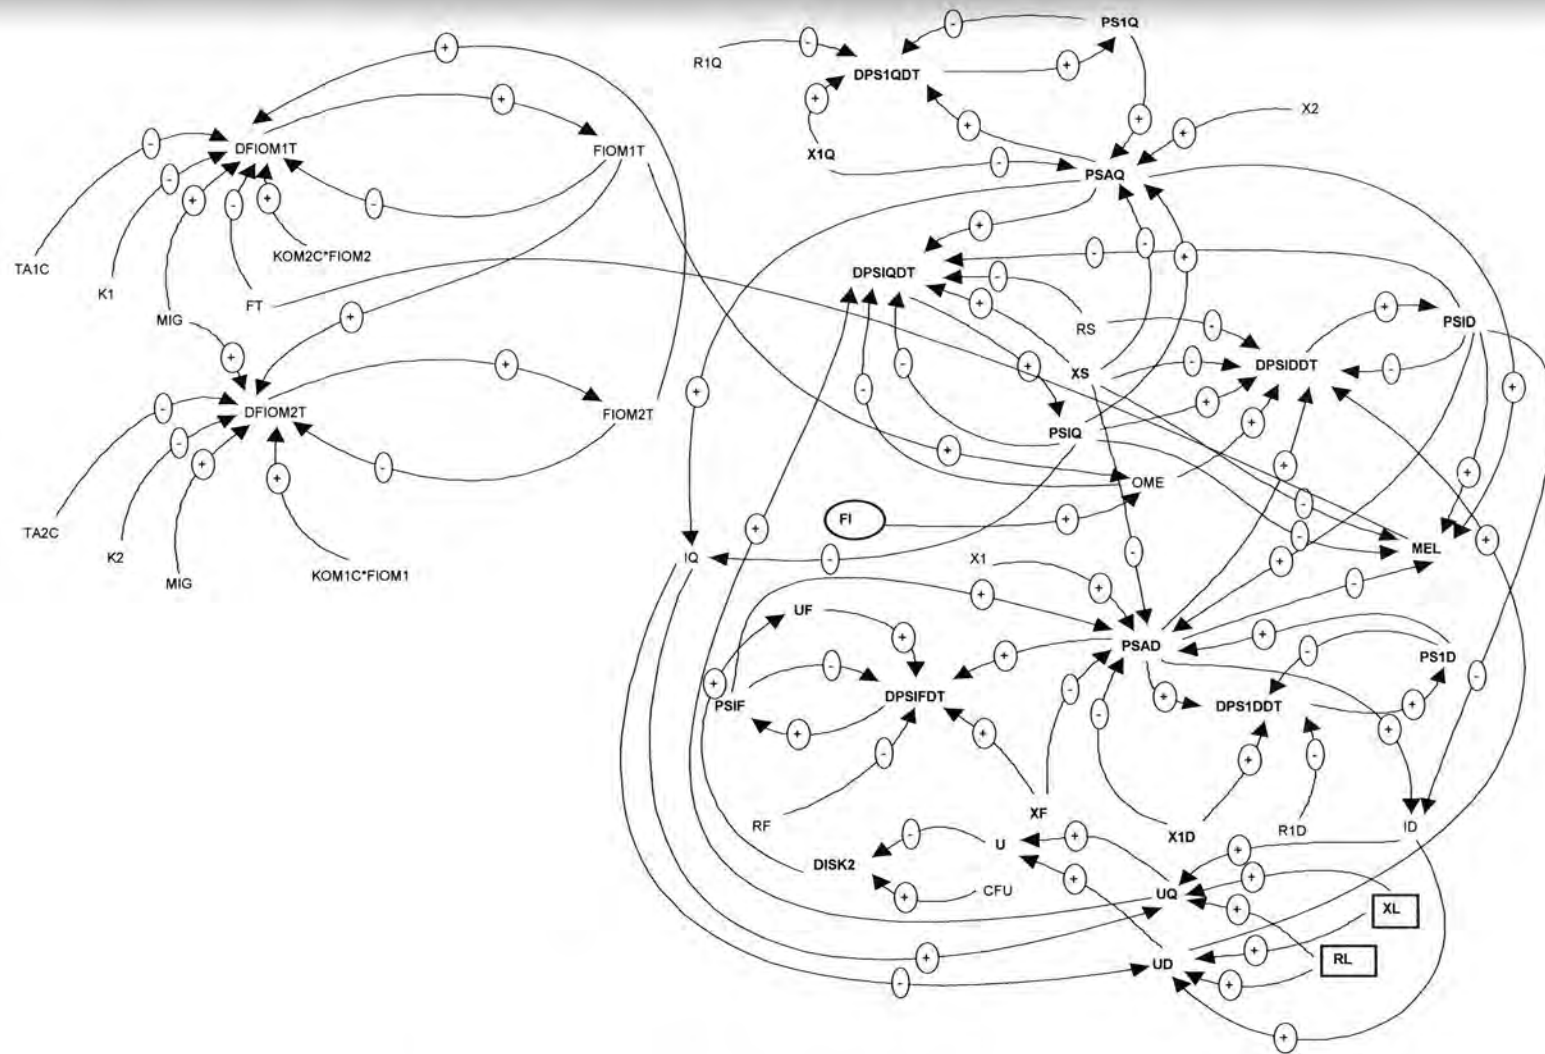 PS1Q
R1Q
DPS1QDT
X2
X1Q
DFIOM1T
FIOM1T
PSAQ
KOM2C*FIOM2
TA1C
K1
FT
DPSIQDT
MIG
RS
PSID
XS
DPSIDDT
DFIOM2T
FIOM2T
PSIQ
OME
FI
TA2C
K2
MIG
KOM1C*FIOM1
IQ
X1
MEL
UF
PSAD
PS1D
PSIF
DPSIFDT
DPS1DDT
RF
XF
X1D
R1D
ID
DISK2
U
CFU
UQ
XL
UD
RL